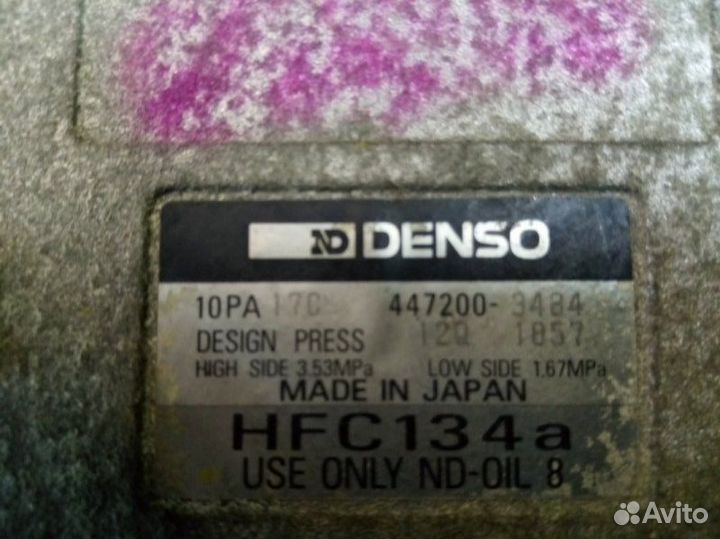 ND DENSO
10PA 17C 447200-3484
DESIGN PRESS 12Q 1857
HIGH SIDE 3.53MPa LOW SIDE 1.67MPa
MADE IN JAPAN
HFC134a
USE ONLY ND-OIL 8
Avito